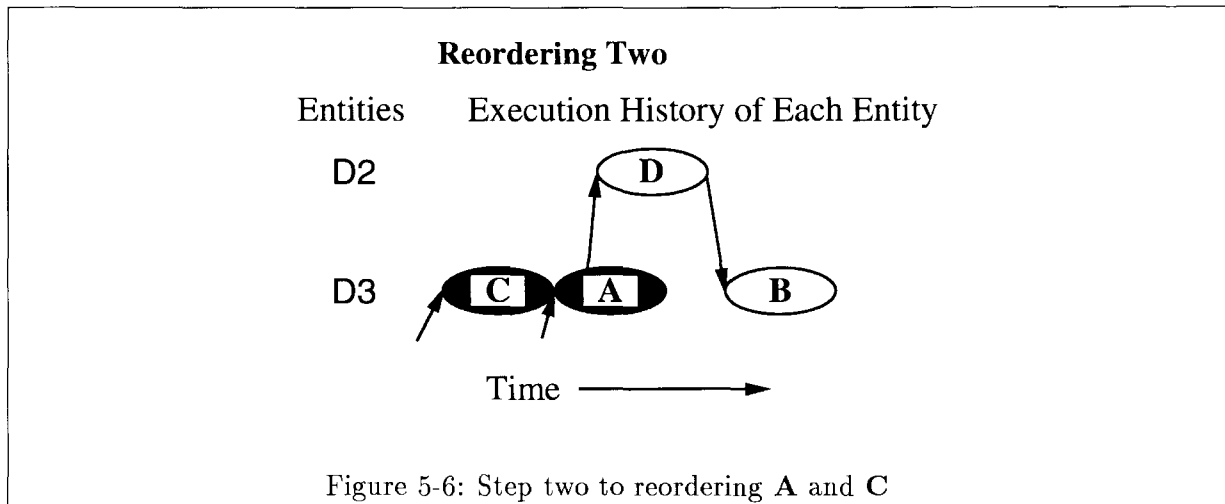 Reordering Two
Entities Execution History of Each Entity
D2 D
D3 C A B
Time
Figure 5-6: Step two to reordering A and C